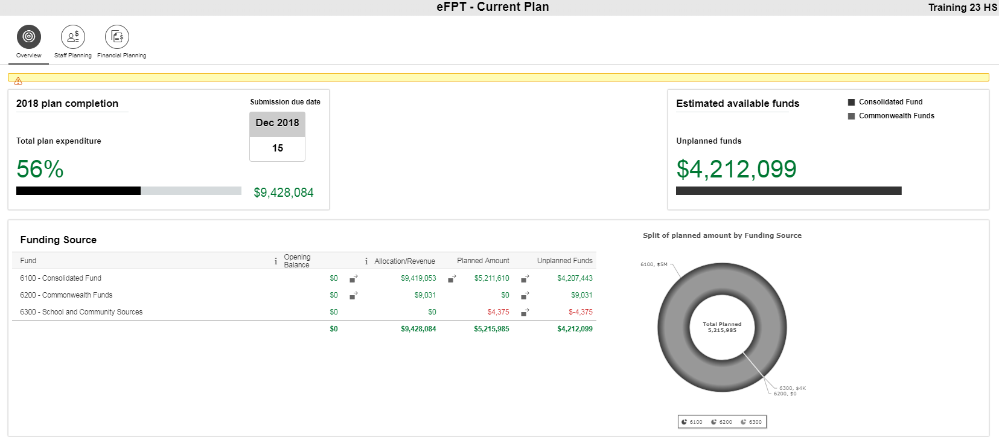 eFPT - Current Plan
Training 23 HS
Overview
Staff Planning
Financial Planning
2018 plan completion
Submission due date
Dec 2018
15
Total plan expenditure
56%
$9,428,084
Estimated available funds
Consolidated Fund
Commonwealth Funds
Unplanned funds
$4,212,099
Funding Source
Fund i Opening Balance i Allocation/Revenue Planned Amount Unplanned Funds
6100 - Consolidated Fund $0 $9,419,053 $5,211,610 $4,207,443
6200 - Commonwealth Funds $0 $9,031 $0 $9,031
6300 - School and Community Sources $0 $0 $4,375 $-4,375
$0 $9,428,084 $5,215,985 $4,212,099
Split of planned amount by Funding Source
6100, $5M
Total Planned
5,215,985
6300, $4K
6200, $0
6100 6200 6300